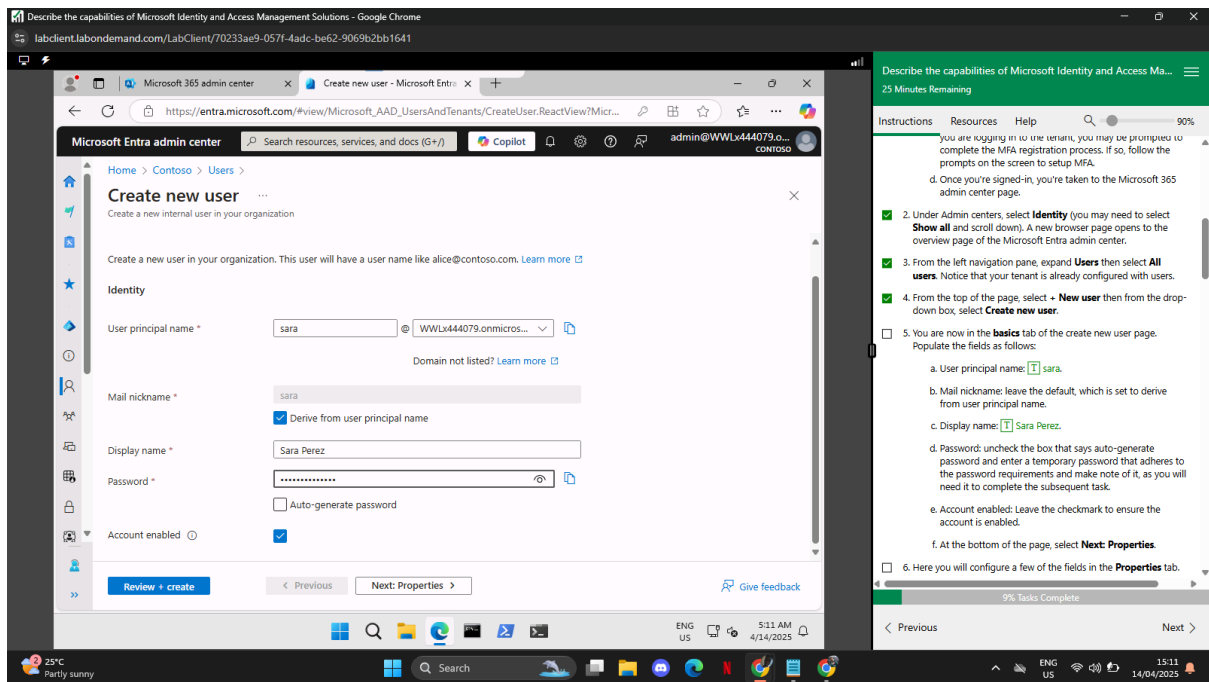 Describe the capabilities of Microsoft Identity and Access Management Solutions - Google Chrome
labclient.labondemand.com/LabClient/70233ae9-057f-4adc-be62-9069b2bb1641
Microsoft 365 admin center
Create new user - Microsoft Entra
https://entra.microsoft.com/#view/Microsoft_AAD_UsersAndTenants/CreateUser.ReactView?Micr...
Microsoft Entra admin center
Search resources, services, and docs (G+/)
Copilot
admin@WWLx444079.o...
CONTOSO
Home > Contoso > Users >
Create new user ...
Create a new internal user in your organization
Create a new user in your organization. This user will have a user name like alice@contoso.com. Learn more
Identity
User principal name *
sara @ WWLx444079.onmicros...
Domain not listed? Learn more
Mail nickname *
sara
Derive from user principal name
Display name *
Sara Perez
Password *
••••••••••••••
Auto-generate password
Account enabled
Review + create
< Previous
Next: Properties >
Give feedback
ENG
US
5:11 AM
4/14/2025
Describe the capabilities of Microsoft Identity and Access Ma...
25 Minutes Remaining
Instructions Resources Help
90%
you are logging in to the tenant, you may be prompted to
complete the MFA registration process. If so, follow the
prompts on the screen to setup MFA.
d. Once you're signed-in, you're taken to the Microsoft 365
admin center page.
2. Under Admin centers, select Identity (you may need to select
Show all and scroll down). A new browser page opens to the
overview page of the Microsoft Entra admin center.
3. From the left navigation pane, expand Users then select All
users. Notice that your tenant is already configured with users.
4. From the top of the page, select + New user then from the drop-
down box, select Create new user.
5. You are now in the basics tab of the create new user page.
Populate the fields as follows:
a. User principal name: T sara.
b. Mail nickname: leave the default, which is set to derive
from user principal name.
c. Display name: T Sara Perez.
d. Password: uncheck the box that says auto-generate
password and enter a temporary password that adheres to
the password requirements and make note of it, as you will
need it to complete the subsequent task.
e. Account enabled: Leave the checkmark to ensure the
account is enabled.
f. At the bottom of the page, select Next: Properties.
6. Here you will configure a few of the fields in the Properties tab.
9% Tasks Complete
< Previous
Next >
2
25°C
Partly sunny
Search
ENG
US
15:11
14/04/2025